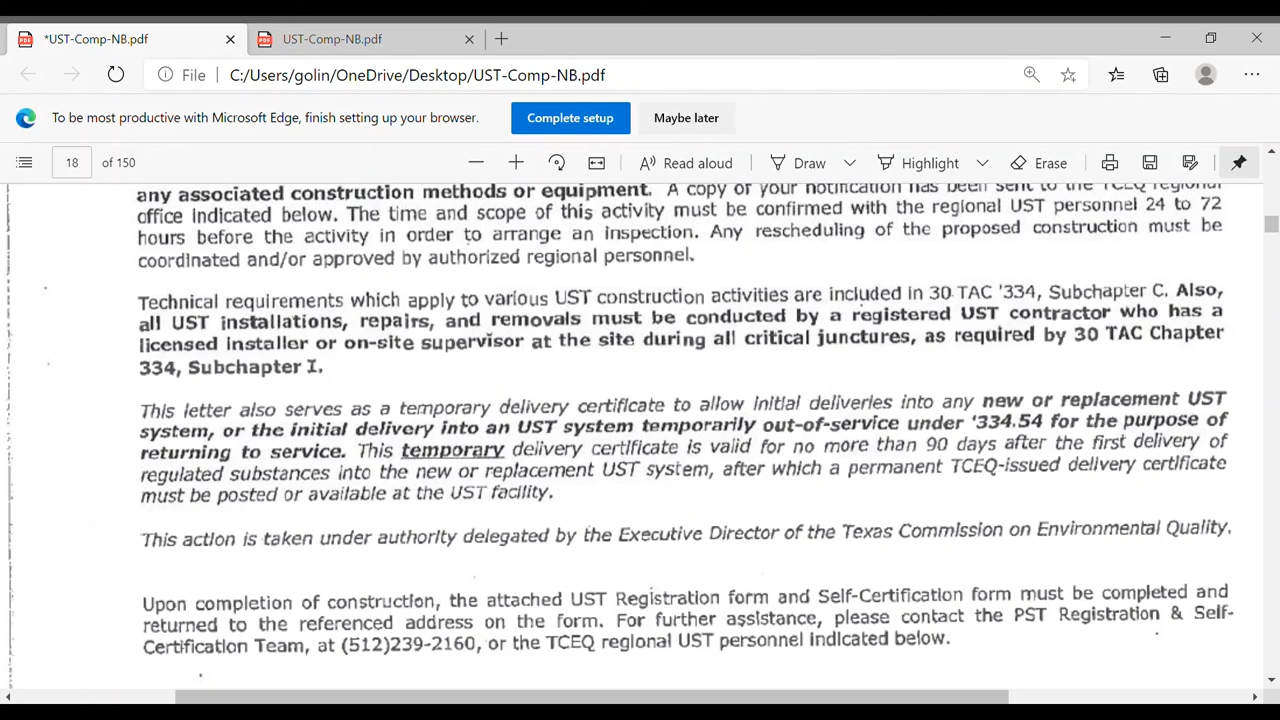 *UST-Comp-NB.pdf
UST-Comp-NB.pdf
File C:/Users/golin/OneDrive/Desktop/UST-Comp-NB.pdf
To be most productive with Microsoft Edge, finish setting up your browser. Complete setup Maybe later
18 of 150 Read aloud Draw Highlight Erase
any associated construction methods or equipment. A copy of your notification has been sent to the TCEQ regional
office indicated below. The time and scope of this activity must be confirmed with the regional UST personnel 24 to 72
hours before the activity in order to arrange an inspection. Any rescheduling of the proposed construction must be
coordinated and/or approved by authorized regional personnel.
Technical requirements which apply to various UST construction activities are included in 30 TAC '334, Subchapter C. Also,
all UST installations, repairs, and removals must be conducted by a registered UST contractor who has a
licensed installer or on-site supervisor at the site during all critical junctures, as required by 30 TAC Chapter
334, Subchapter I.
This letter also serves as a temporary delivery certificate to allow initial deliveries into any new or replacement UST
system, or the initial delivery into an UST system temporarily out-of-service under '334.54 for the purpose of
returning to service. This temporary delivery certificate is valid for no more than 90 days after the first delivery of
regulated substances into the new or replacement UST system, after which a permanent TCEQ-issued delivery certificate
must be posted or available at the UST facility.
This action is taken under authority delegated by the Executive Director of the Texas Commission on Environmental Quality.
Upon completion of construction, the attached UST Registration form and Self-Certification form must be completed and
returned to the referenced address on the form. For further assistance, please contact the PST Registration & Self-
Certification Team, at (512)239-2160, or the TCEQ regional UST personnel indicated below.